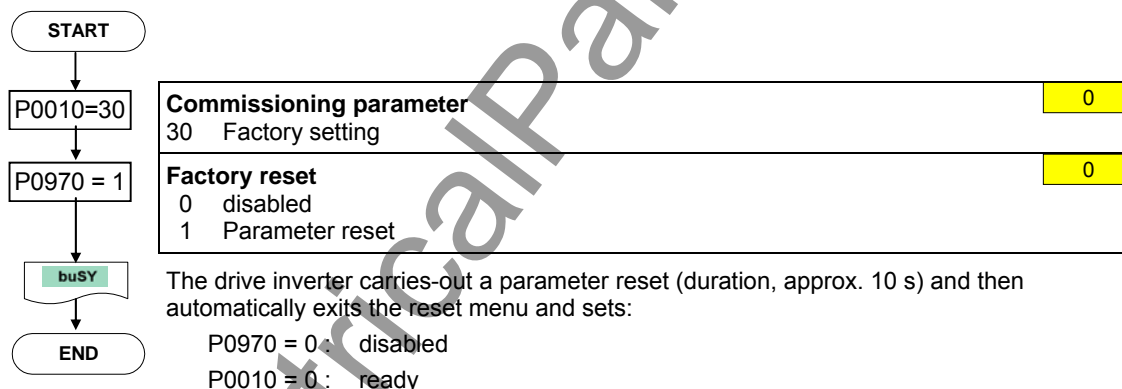 START
P0010=30
Commissioning parameter 0
30 Factory setting
P0970 = 1
Factory reset 0
0 disabled
1 Parameter reset
buSY
The drive inverter carries-out a parameter reset (duration, approx. 10 s) and then
automatically exits the reset menu and sets:
END
P0970 = 0 : disabled
P0010 = 0 : ready